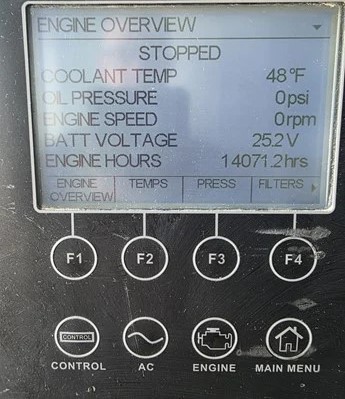 ENGINE OVERVIEW
STOPPED
COOLANT TEMP 48°F
OIL PRESSURE 0psi
ENGINE SPEED 0rpm
BATT VOLTAGE 25.2 V
ENGINE HOURS 14071.2hrs
ENGINE OVERVIEW TEMPS PRESS FILTERS
F1 F2 F3 F4
CONTROL
CONTROL AC ENGINE MAIN MENU